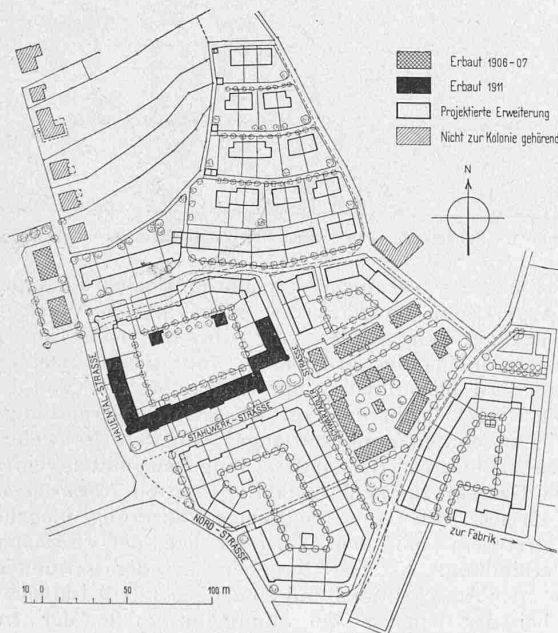 Erbaut 1906-07
Erbaut 1911
Projektierte Erweiterung
Nicht zur Kolonie gehörend
N
HAUENTAL-STRASSE
STAHLWERK-STRASSE
NORD-STRASSE
zur Fabrik
10 0 50 100 m